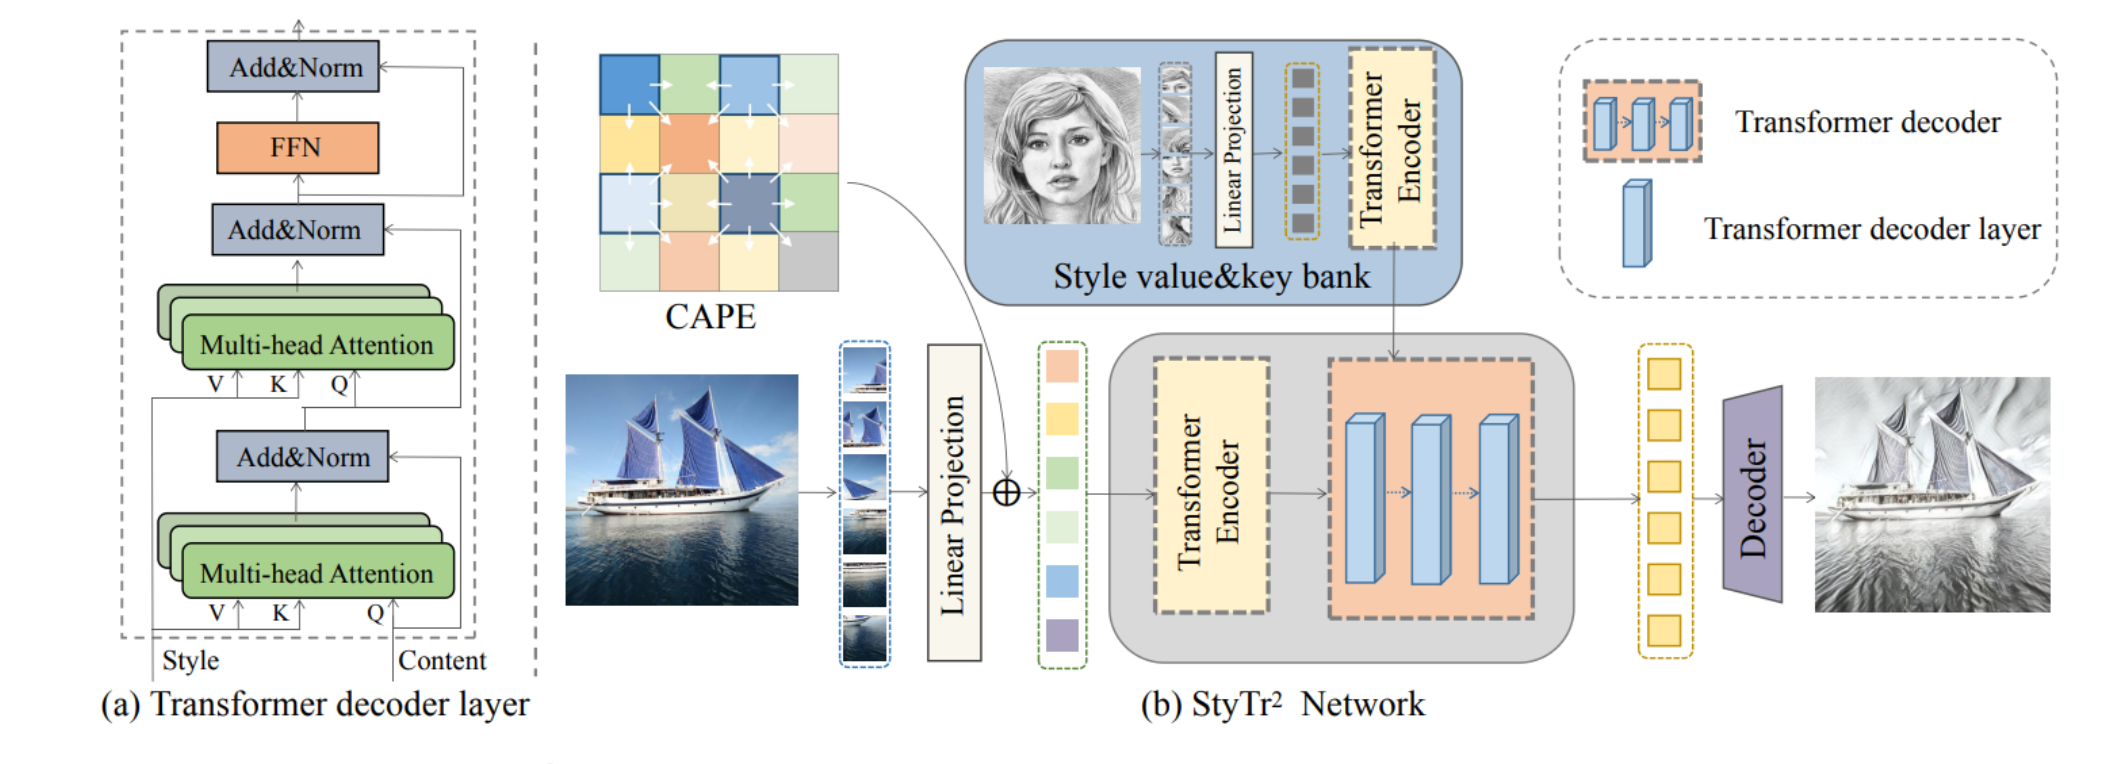 Add&Norm
FFN
Add&Norm
Multi-head Attention
V K Q
Add&Norm
Multi-head Attention
V K Q
Style
Content
(a) Transformer decoder layer
CAPE
Linear Projection
Transformer
Encoder
Style value&key bank
Transformer decoder
Transformer decoder layer
Linear Projection
Transformer
Encoder
Decoder
(b) StyTr² Network